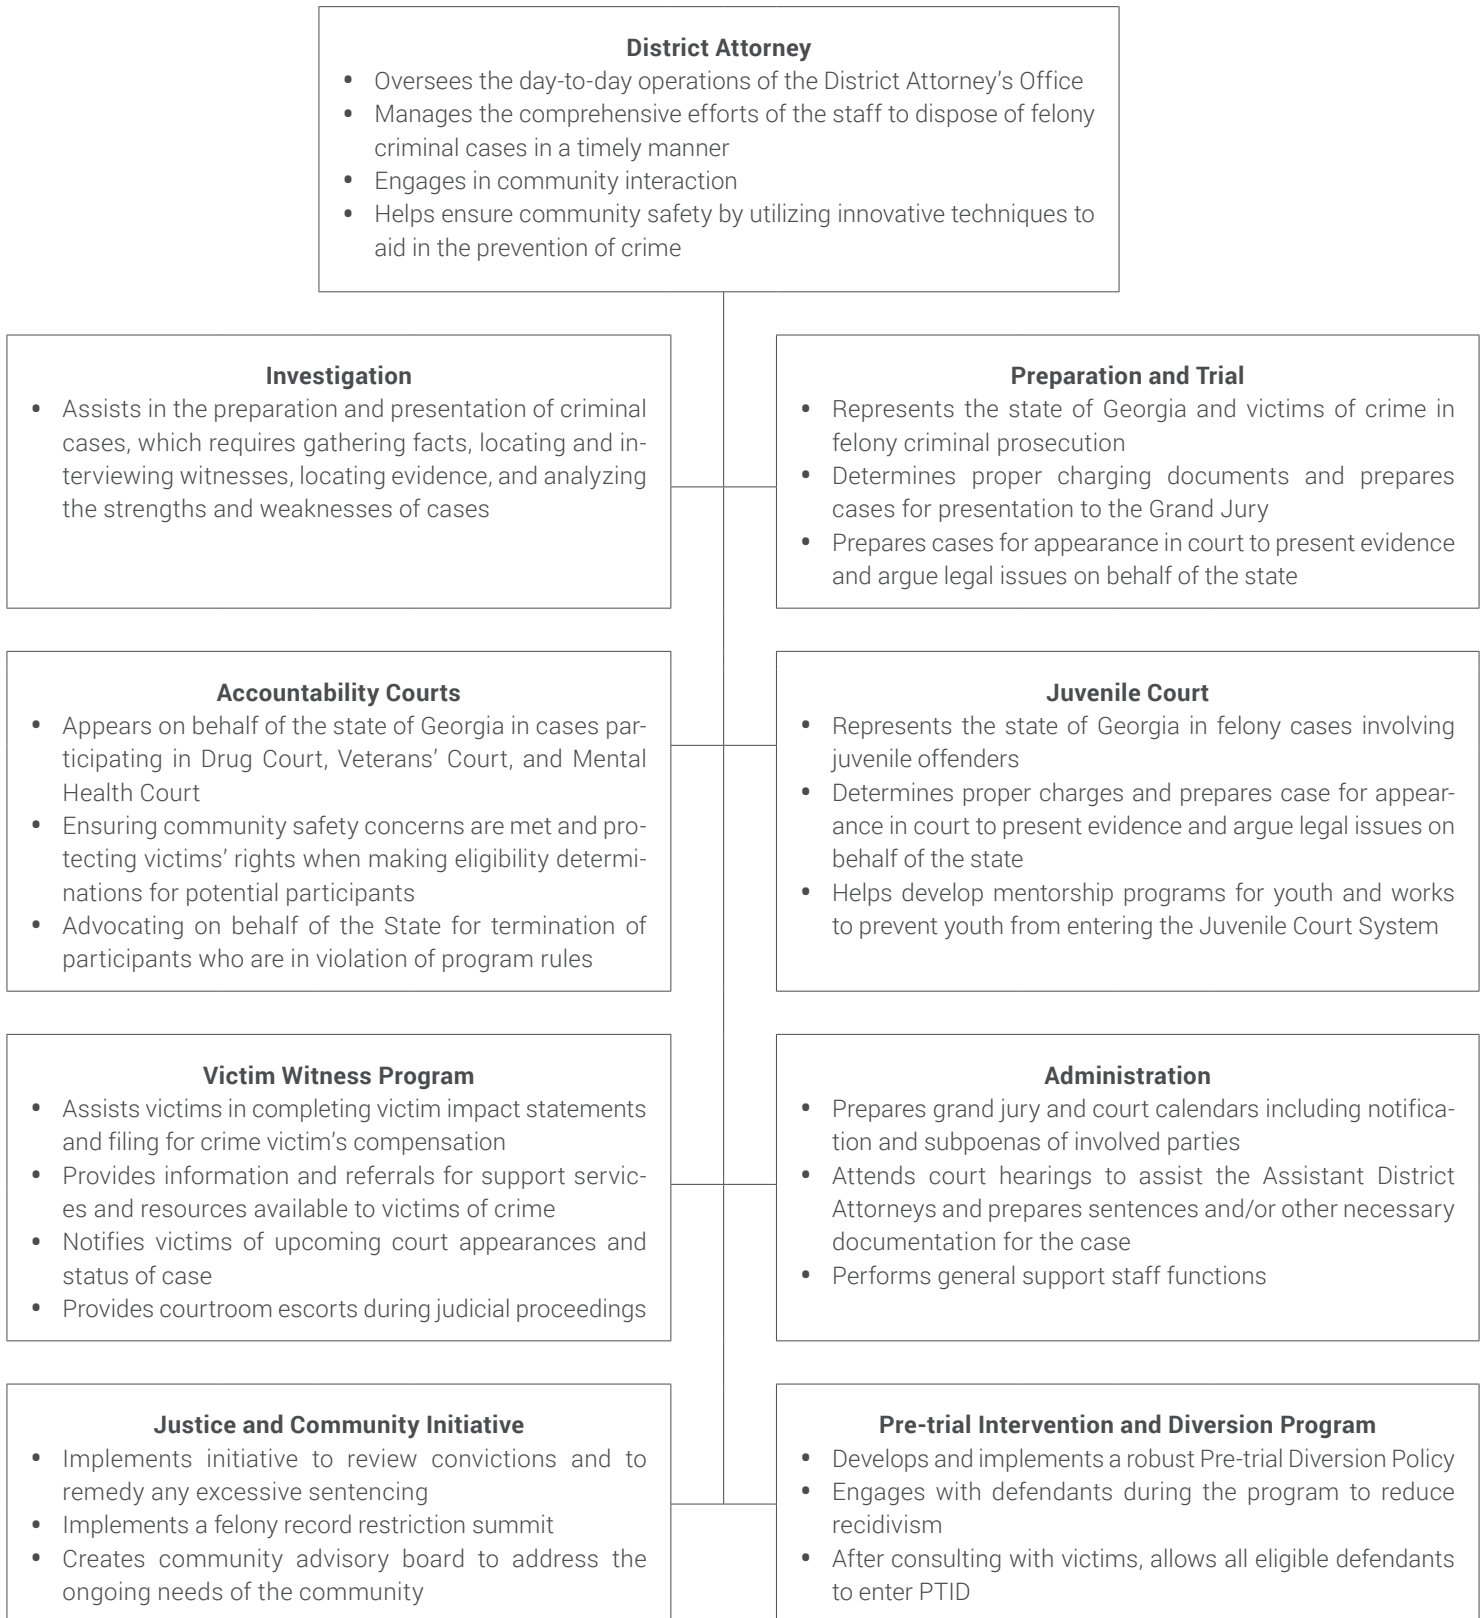 District Attorney
• Oversees the day-to-day operations of the District Attorney's Office
• Manages the comprehensive efforts of the staff to dispose of felony
criminal cases in a timely manner
• Engages in community interaction
• Helps ensure community safety by utilizing innovative techniques to
aid in the prevention of crime
Investigation
• Assists in the preparation and presentation of criminal
cases, which requires gathering facts, locating and in-
terviewing witnesses, locating evidence, and analyzing
the strengths and weaknesses of cases
Preparation and Trial
• Represents the state of Georgia and victims of crime in
felony criminal prosecution
• Determines proper charging documents and prepares
cases for presentation to the Grand Jury
• Prepares cases for appearance in court to present evidence
and argue legal issues on behalf of the state
Accountability Courts
• Appears on behalf of the state of Georgia in cases par-
ticipating in Drug Court, Veterans' Court, and Mental
Health Court
• Ensuring community safety concerns are met and pro-
tecting victims' rights when making eligibility determi-
nations for potential participants
• Advocating on behalf of the State for termination of
participants who are in violation of program rules
Juvenile Court
• Represents the state of Georgia in felony cases involving
juvenile offenders
• Determines proper charges and prepares case for appear-
ance in court to present evidence and argue legal issues on
behalf of the state
• Helps develop mentorship programs for youth and works
to prevent youth from entering the Juvenile Court System
Victim Witness Program
• Assists victims in completing victim impact statements
and filing for crime victim's compensation
• Provides information and referrals for support servic-
es and resources available to victims of crime
• Notifies victims of upcoming court appearances and
status of case
• Provides courtroom escorts during judicial proceedings
Administration
• Prepares grand jury and court calendars including notifica-
tion and subpoenas of involved parties
• Attends court hearings to assist the Assistant District
Attorneys and prepares sentences and/or other necessary
documentation for the case
• Performs general support staff functions
Justice and Community Initiative
• Implements initiative to review convictions and to
remedy any excessive sentencing
• Implements a felony record restriction summit
• Creates community advisory board to address the
ongoing needs of the community
Pre-trial Intervention and Diversion Program
• Develops and implements a robust Pre-trial Diversion Policy
• Engages with defendants during the program to reduce
recidivism
• After consulting with victims, allows all eligible defendants
to enter PTID